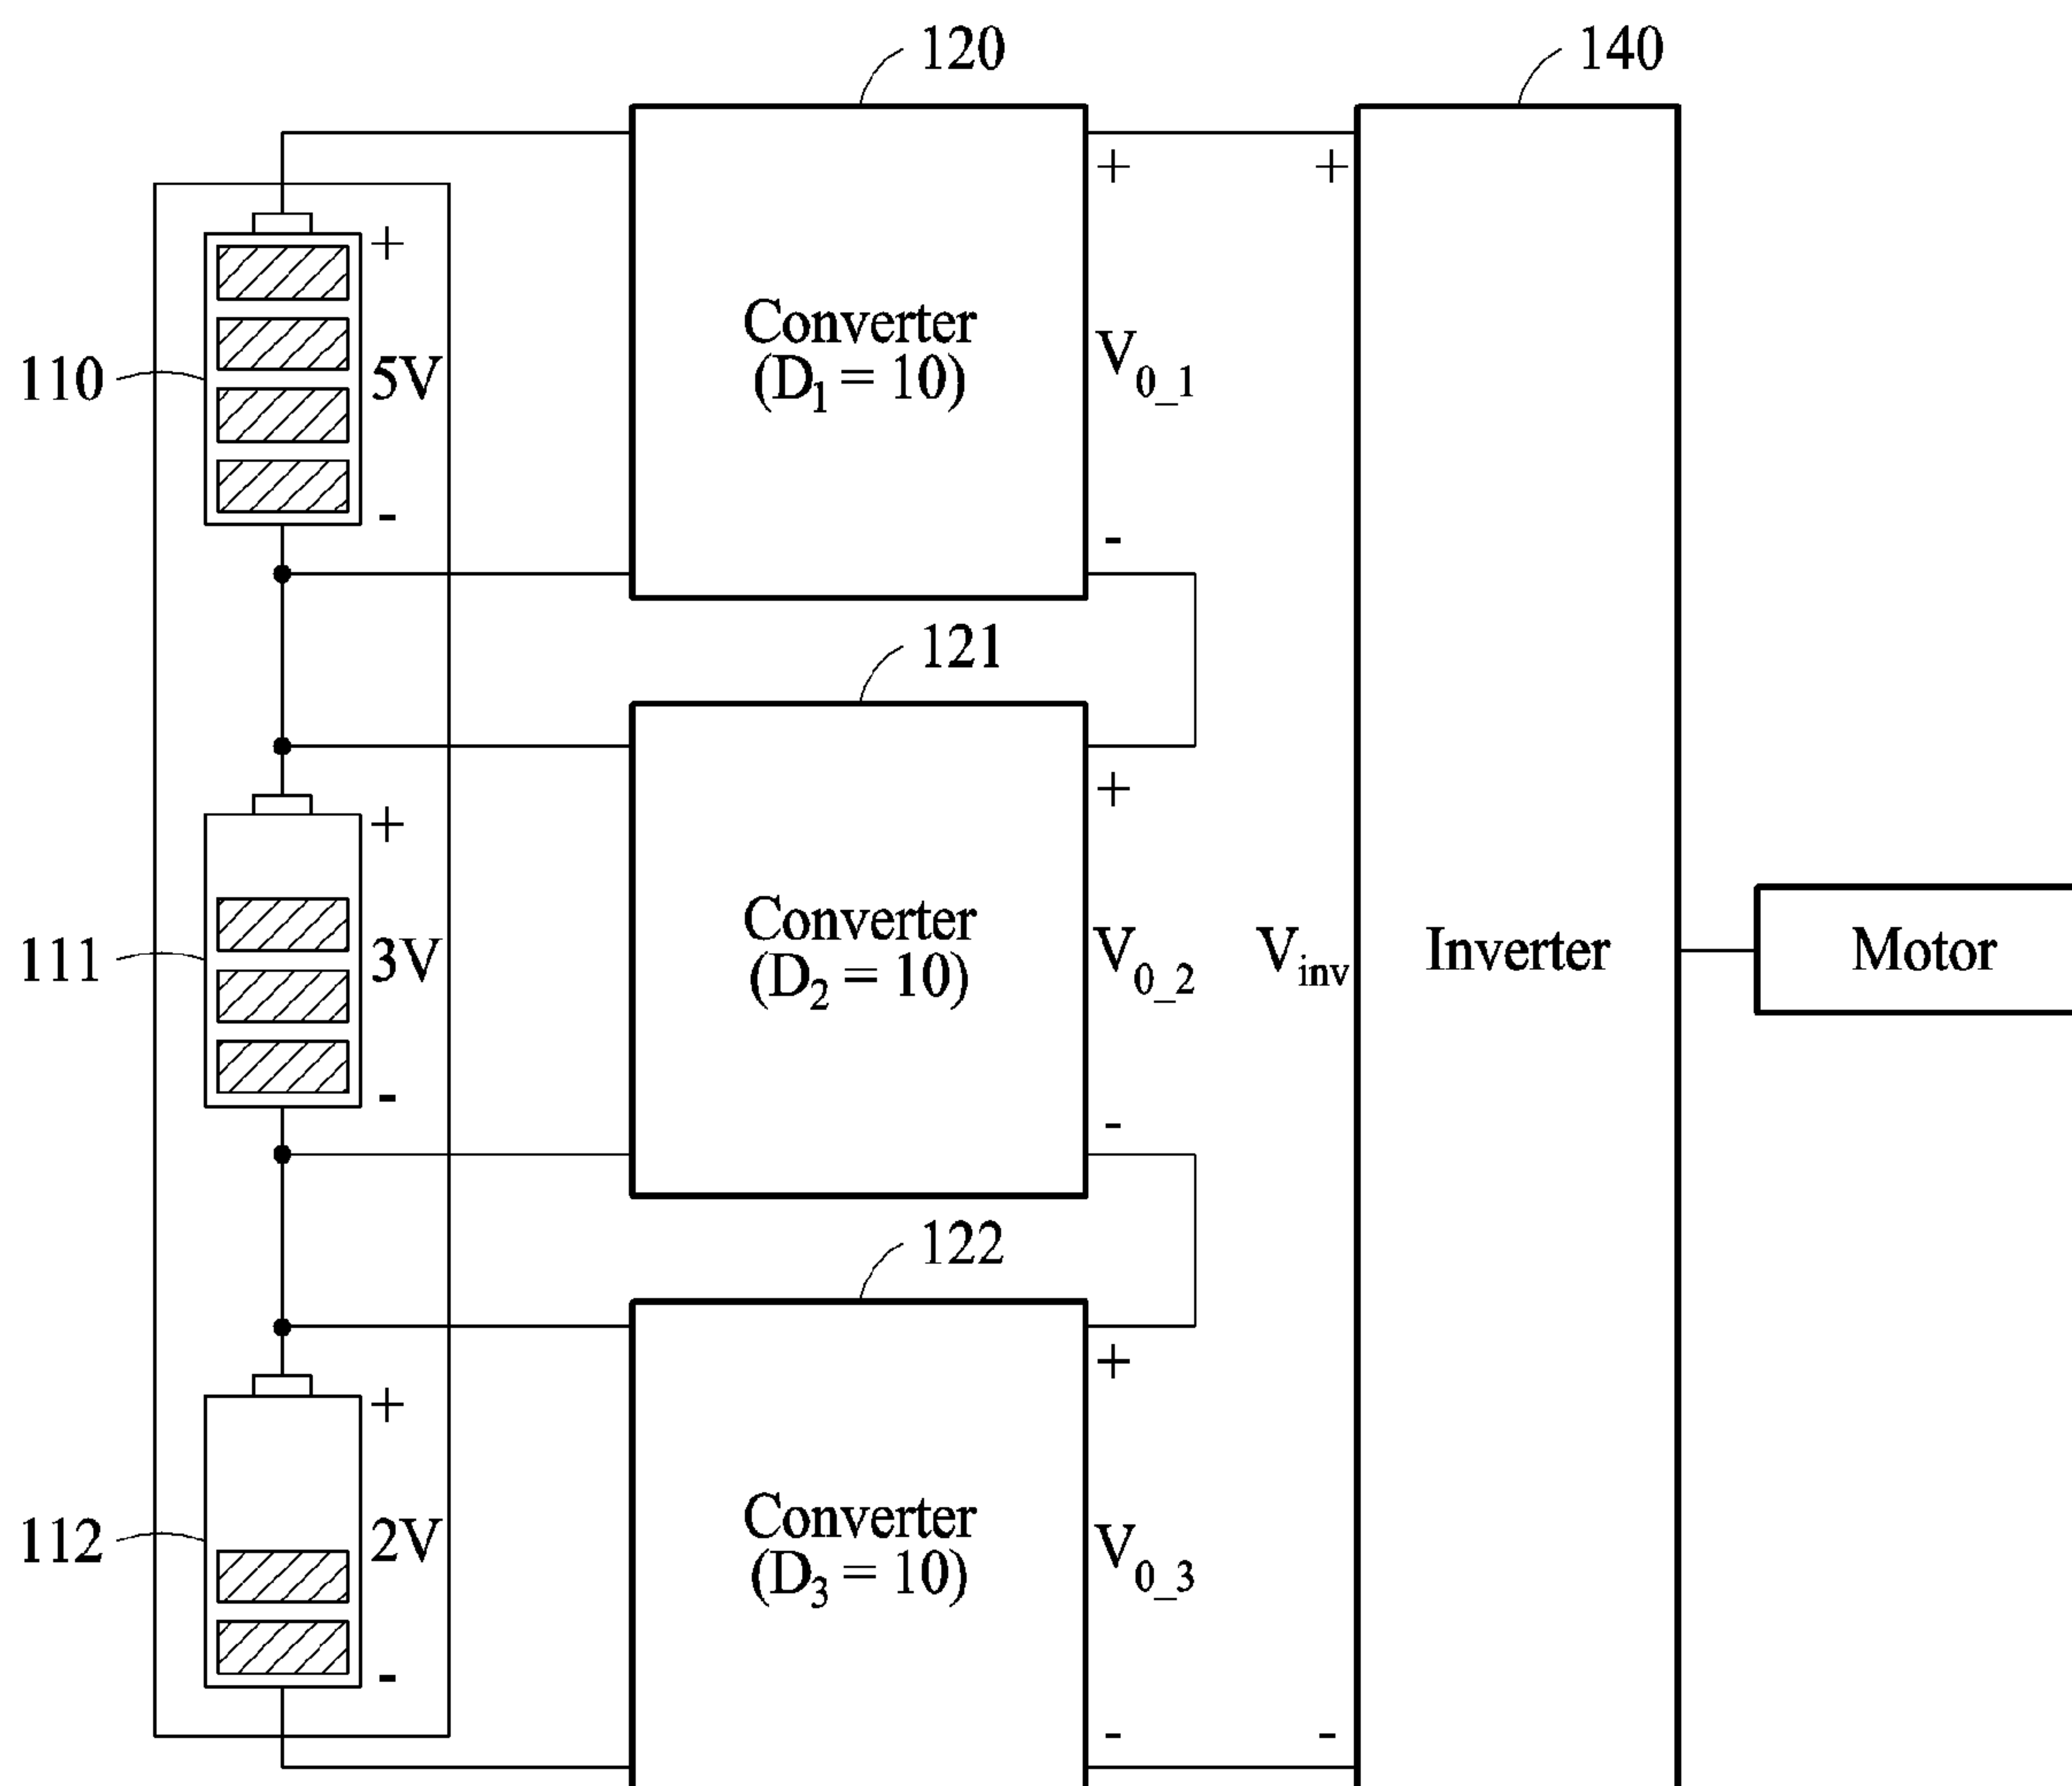 120
140
+
+
+
110
5V
Converter
(D1 = 10)
V0_1
-
-
121
+
+
111
3V
Converter
(D2 = 10)
V0_2
Vinv
Inverter
Motor
-
-
122
+
+
112
2V
Converter
(D3 = 10)
V0_3
-
-
-